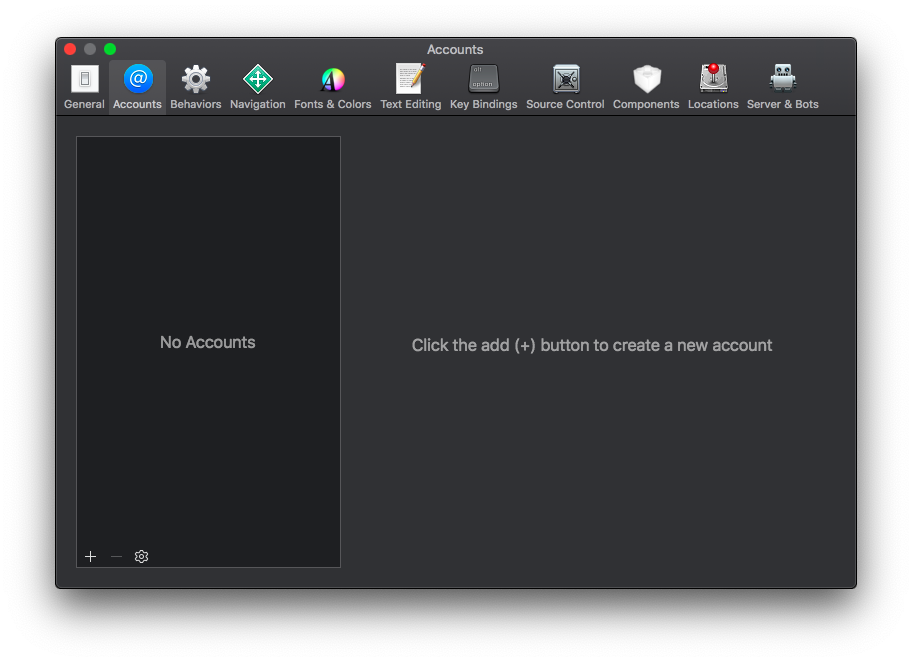 Accounts
General Accounts Behaviors Navigation Fonts & Colors Text Editing Key Bindings Source Control Components Locations Server & Bots
No Accounts
Click the add (+) button to create a new account